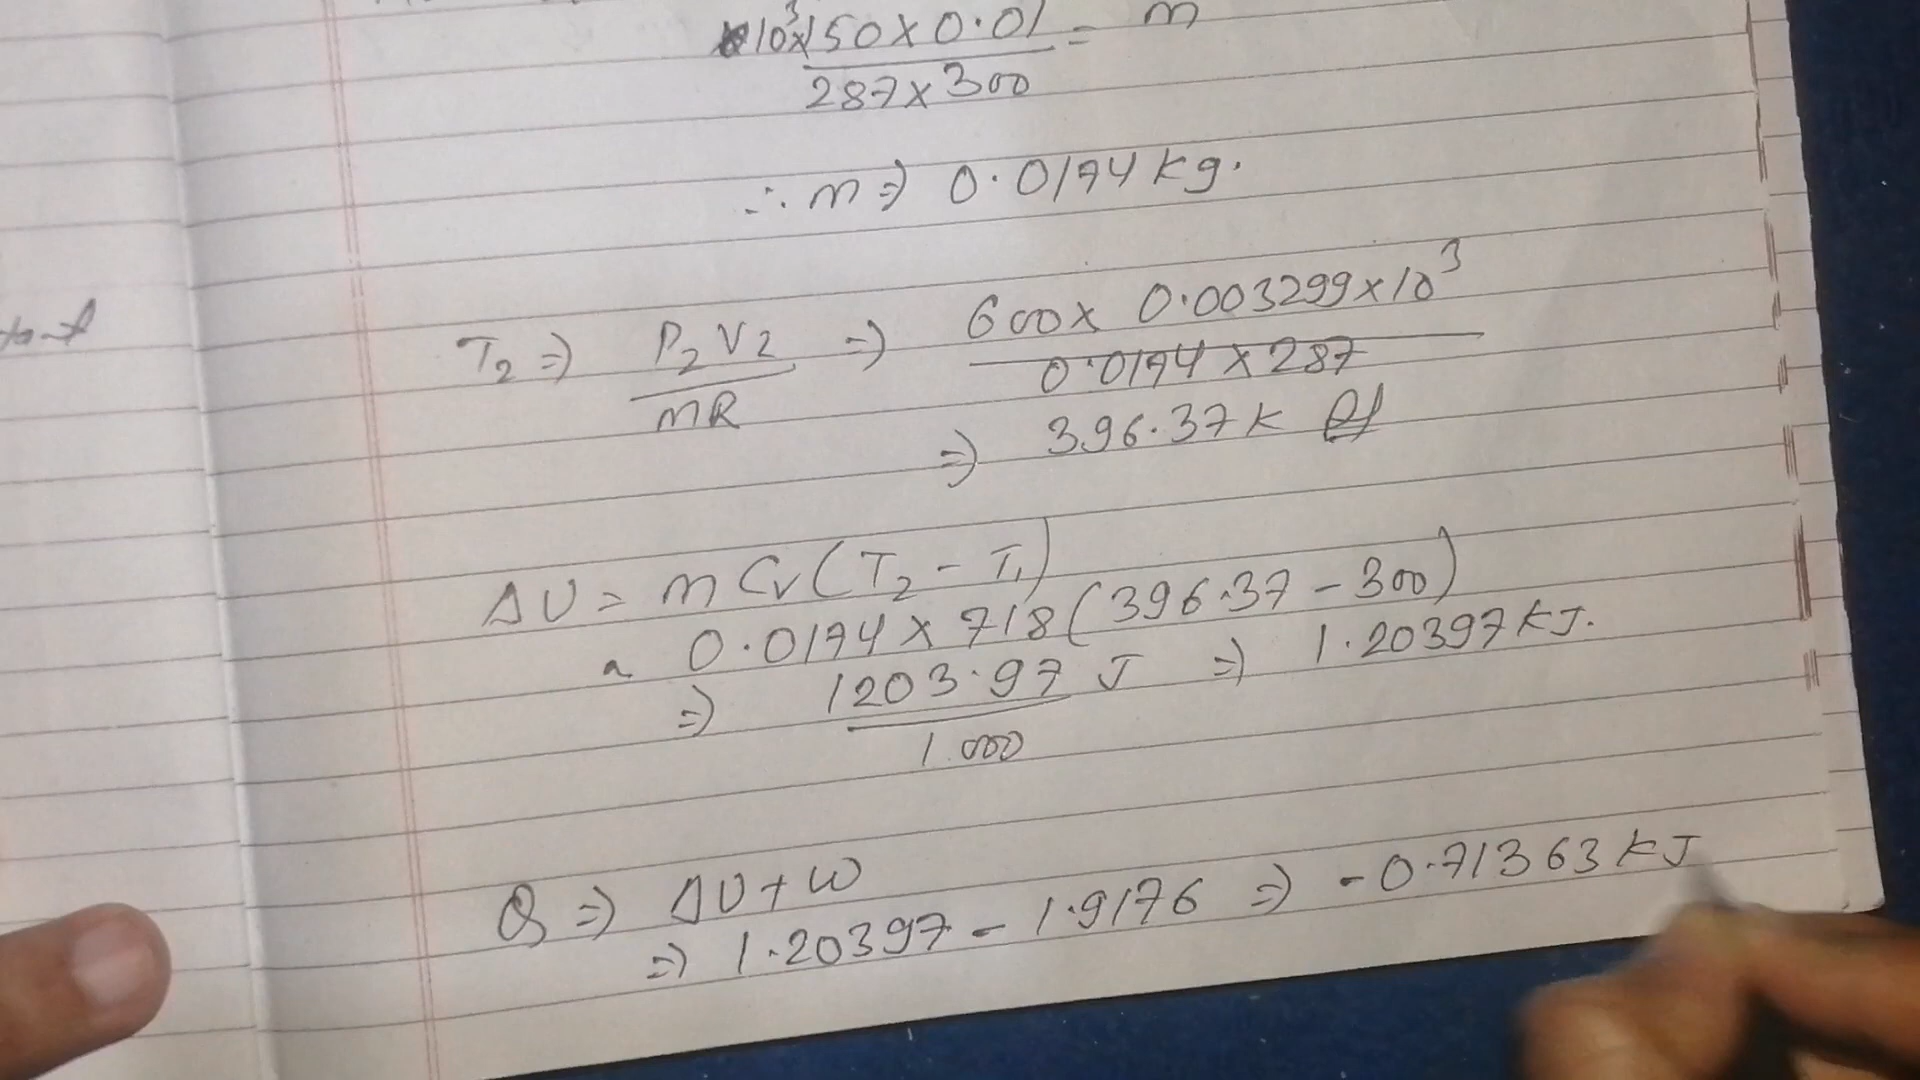 10³×150×0.01 = m
287×300
∴ m ⇒ 0.0174 kg.
T₂ ⇒ P₂V₂ / mR ⇒ 600× 0.003299×10³ / 0.0174×287
⇒ 396.37 K
ΔU = m Cv (T₂ - T₁)
0.0174 × 718 (396.37 - 300)
⇒ 1203.97 J / 1000 ⇒ 1.20397 KJ.
Q ⇒ ΔU + W
⇒ 1.20397 - 1.9176 ⇒ -0.71363 KJ